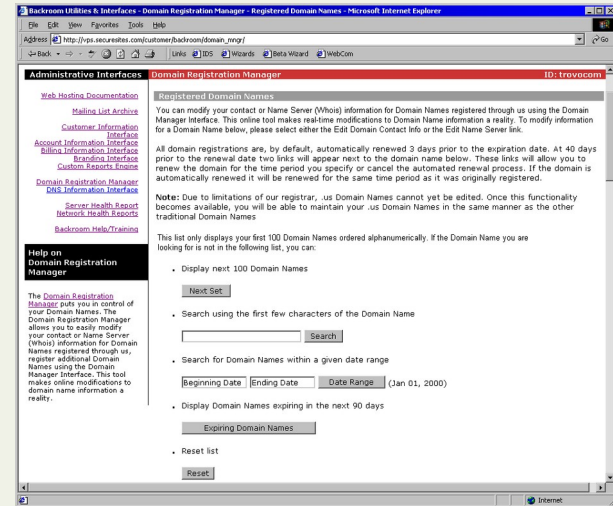 Backroom Utilities & Interfaces - Domain Registration Manager - Registered Domain Names - Microsoft Internet Explorer
File Edit View Favorites Tools Help
Address http://vps.securesites.com/customer/backroom/domain_mngr/ Go
Back Links IDS Wizards Beta Wizard WebCom
Administrative Interfaces
Web Hosting Documentation
Mailing List Archive
Customer Information
Interface
Account Information Interface
Billing Information Interface
Branding Interface
Custom Reports Engine
Domain Registration Manager
DNS Information Interface
Server Health Report
Network Health Reports
Backroom Help/Training
Help on
Domain Registration
Manager
The Domain Registration
Manager puts you in control of
your Domain Names. The
Domain Registration Manager
allows you to easily modify
your contact or Name Server
(Whois) information for Domain
Names registered through us,
register additional Domain
Names using the Domain
Manager Interface. This tool
makes online modifications to
domain name information a
reality.
Domain Registration Manager ID: trovocom
Registered Domain Names
You can modify your contact or Name Server (Whois) information for Domain Names registered through us using the Domain
Manager Interface. This online tool makes real-time modifications to Domain Name information a reality. To modify information
for a Domain Name below, please select either the Edit Domain Contact Info or the Edit Name Server link.
All domain registrations are, by default, automatically renewed 3 days prior to the expiration date. At 40 days
prior to the renewal date two links will appear next to the domain name below. These links will allow you to
renew the domain for the time period you specify or cancel the automated renewal process. If the domain is
automatically renewed it will be renewed for the same time period as it was originally registered.
Note: Due to limitations of our registrar, .us Domain Names cannot yet be edited. Once this functionality
becomes available, you will be able to maintain your .us Domain Names in the same manner as the other
traditional Domain Names
This list only displays your first 100 Domain Names ordered alphanumerically. If the Domain Name you are
looking for is not in the following list, you can:
• Display next 100 Domain Names
Next Set
• Search using the first few characters of the Domain Name
Search
• Search for Domain Names within a given date range
Beginning Date Ending Date Date Range (Jan 01, 2000)
• Display Domain Names expiring in the next 90 days
Expiring Domain Names
• Reset list
Reset
Internet